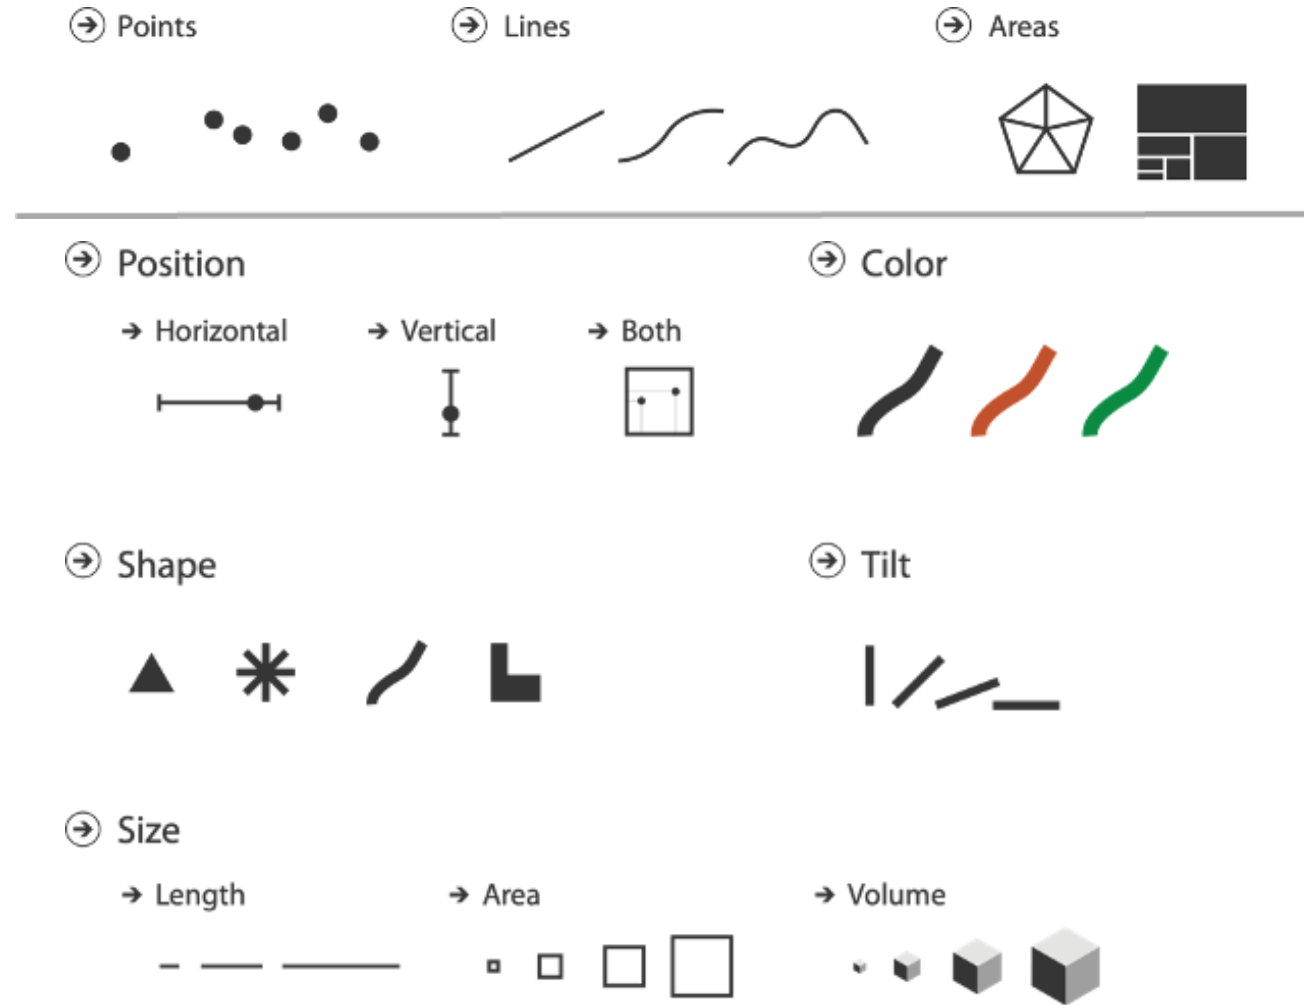 Points
Lines
Areas
Position
Color
Horizontal
Vertical
Both
Shape
Tilt
Size
Length
Area
Volume